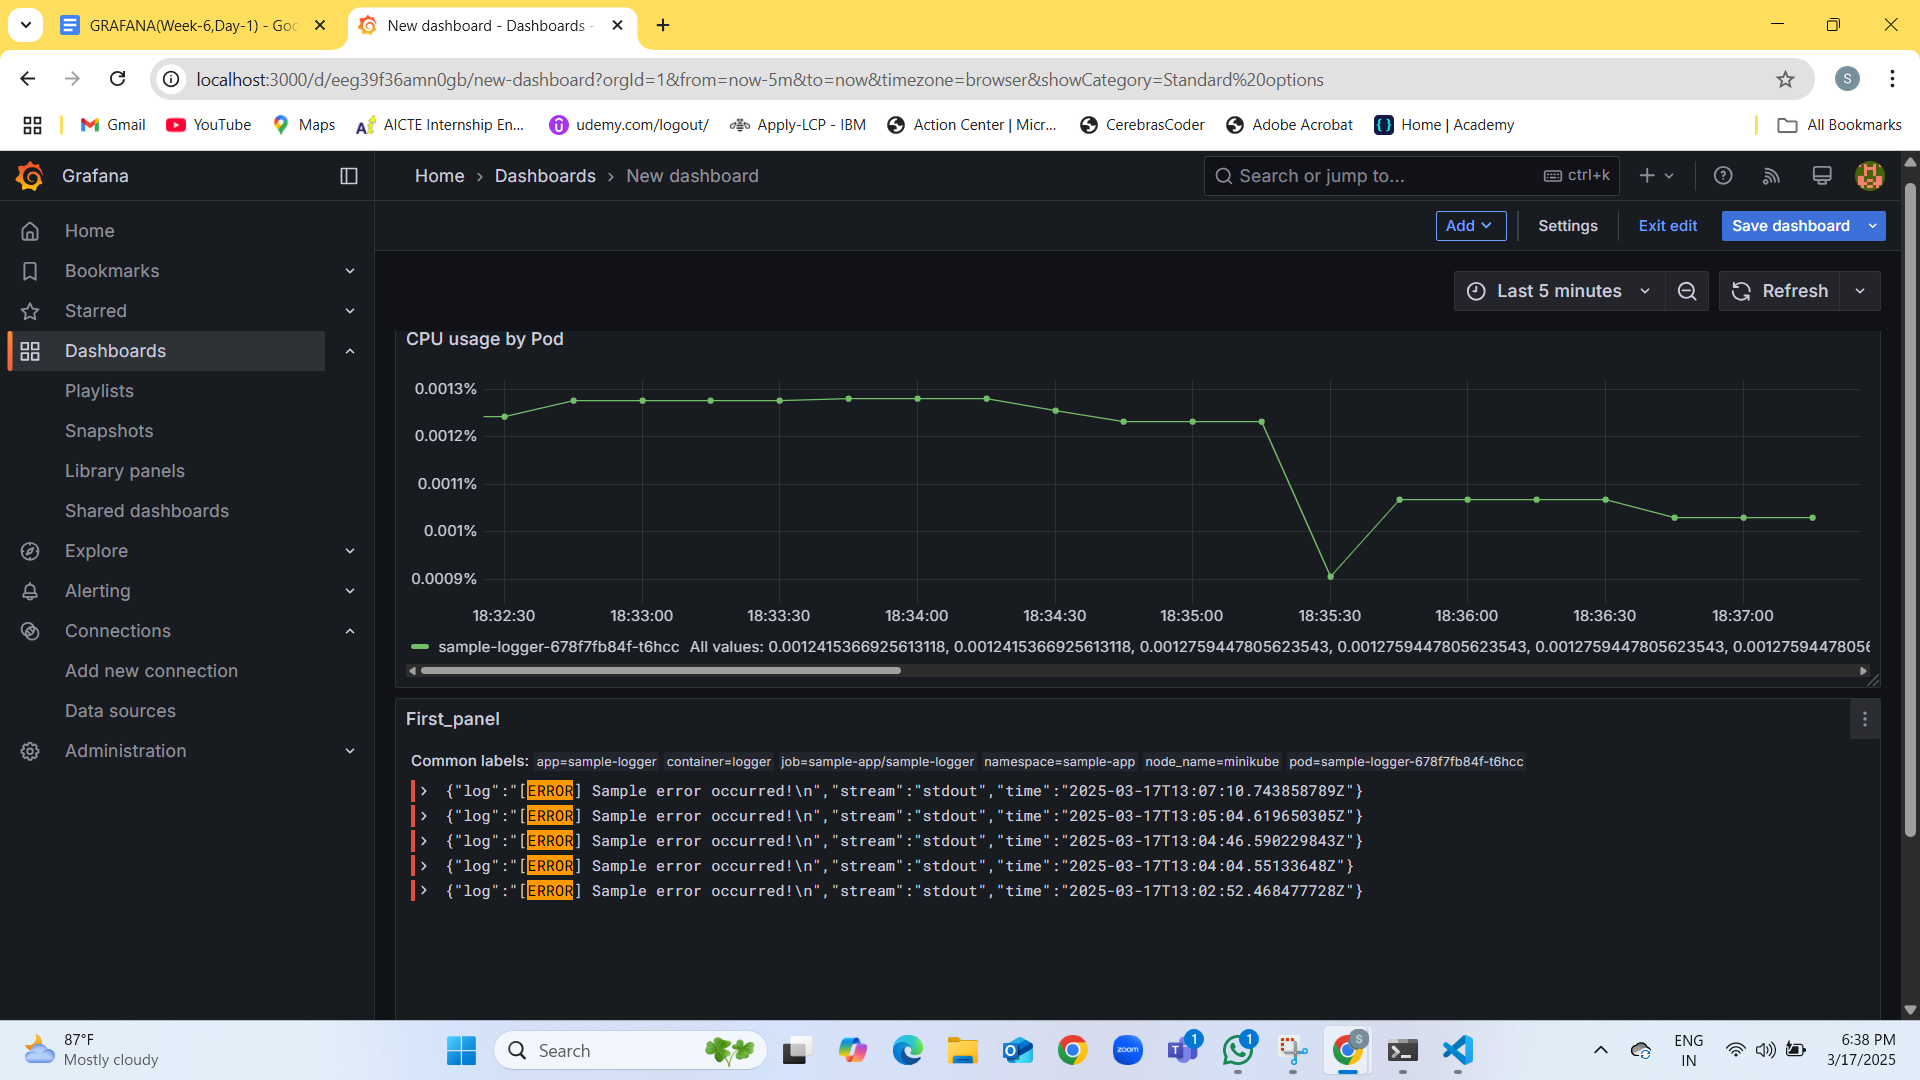 GRAFANA(Week-6,Day-1) - Goo
New dashboard - Dashboards -
localhost:3000/d/eeg39f36amn0gb/new-dashboard?orgId=1&from=now-5m&to=now&timezone=browser&showCategory=Standard%20options
S
Gmail YouTube Maps AICTE Internship En... udemy.com/logout/ Apply-LCP - IBM Action Center | Micr... CerebrasCoder Adobe Acrobat Home | Academy All Bookmarks
Grafana
Home › Dashboards › New dashboard
Search or jump to... ctrl+k
Add Settings Exit edit Save dashboard
Last 5 minutes Refresh
Home
Bookmarks
Starred
Dashboards
Playlists
Snapshots
Library panels
Shared dashboards
Explore
Alerting
Connections
Add new connection
Data sources
Administration
CPU usage by Pod
0.0013%
0.0012%
0.0011%
0.001%
0.0009%
18:32:30 18:33:00 18:33:30 18:34:00 18:34:30 18:35:00 18:35:30 18:36:00 18:36:30 18:37:00
sample-logger-678f7fb84f-t6hcc All values: 0.0012415366925613118, 0.0012415366925613118, 0.0012759447805623543, 0.0012759447805623543, 0.0012759447805623543, 0.00127594478056
First_panel
Common labels: app=sample-logger container=logger job=sample-app/sample-logger namespace=sample-app node_name=minikube pod=sample-logger-678f7fb84f-t6hcc
{"log":"[ERROR] Sample error occurred!\n","stream":"stdout","time":"2025-03-17T13:07:10.743858789Z"}
{"log":"[ERROR] Sample error occurred!\n","stream":"stdout","time":"2025-03-17T13:05:04.619650305Z"}
{"log":"[ERROR] Sample error occurred!\n","stream":"stdout","time":"2025-03-17T13:04:46.590229843Z"}
{"log":"[ERROR] Sample error occurred!\n","stream":"stdout","time":"2025-03-17T13:04:04.55133648Z"}
{"log":"[ERROR] Sample error occurred!\n","stream":"stdout","time":"2025-03-17T13:02:52.468477728Z"}
87°F
Mostly cloudy
Search
zoom
1
1
S
ENG
IN
6:38 PM
3/17/2025